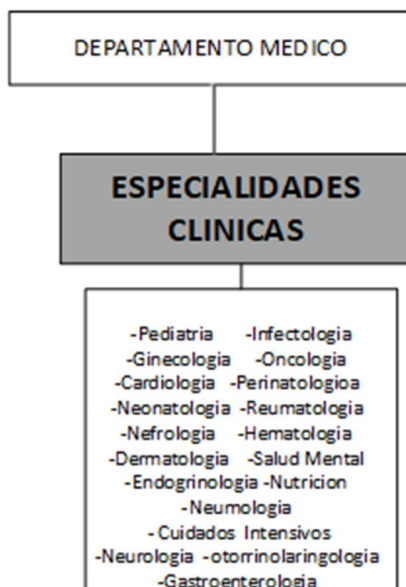 DEPARTAMENTO MEDICO
ESPECIALIDADES
CLINICAS
-Pediatria -Infectologia
-Ginecologia -Oncologia
-Cardiologia -Perinatologioa
-Neonatologia -Reumatologia
-Nefrologia -Hematologia
-Dermatologia -Salud Mental
-Endogrinologia -Nutricion
-Neumologia
- Cuidados Intensivos
-Neurologia -otorrinolaringologia
-Gastroenterologia